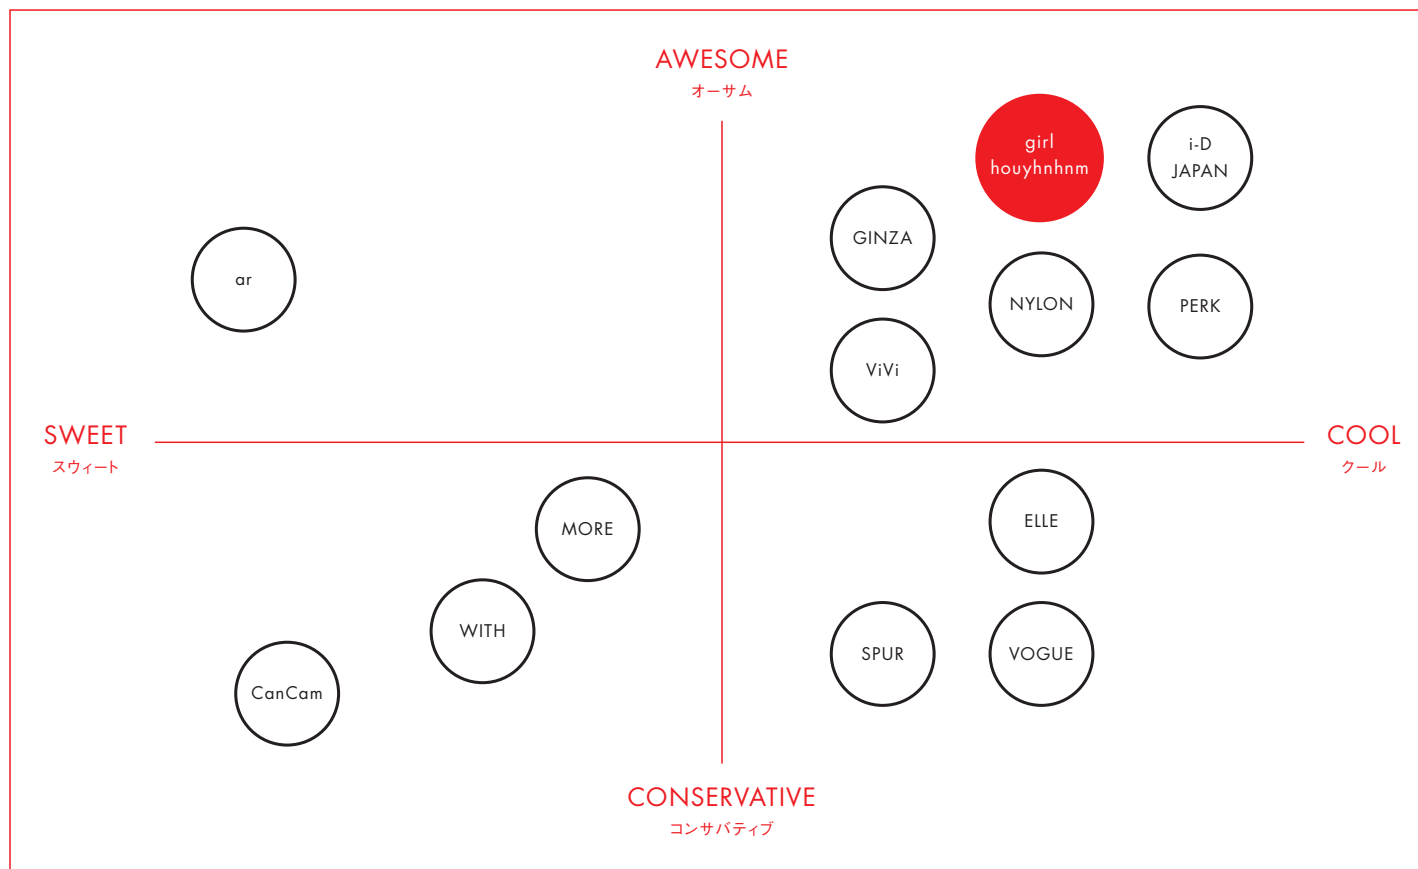 AWESOME
オーサム
girl
houyhnhnm
i-D
JAPAN
GINZA
ar
NYLON
PERK
ViVi
SWEET
スウィート
COOL
クール
MORE
ELLE
WITH
SPUR
VOGUE
CanCam
CONSERVATIVE
コンサバティブ